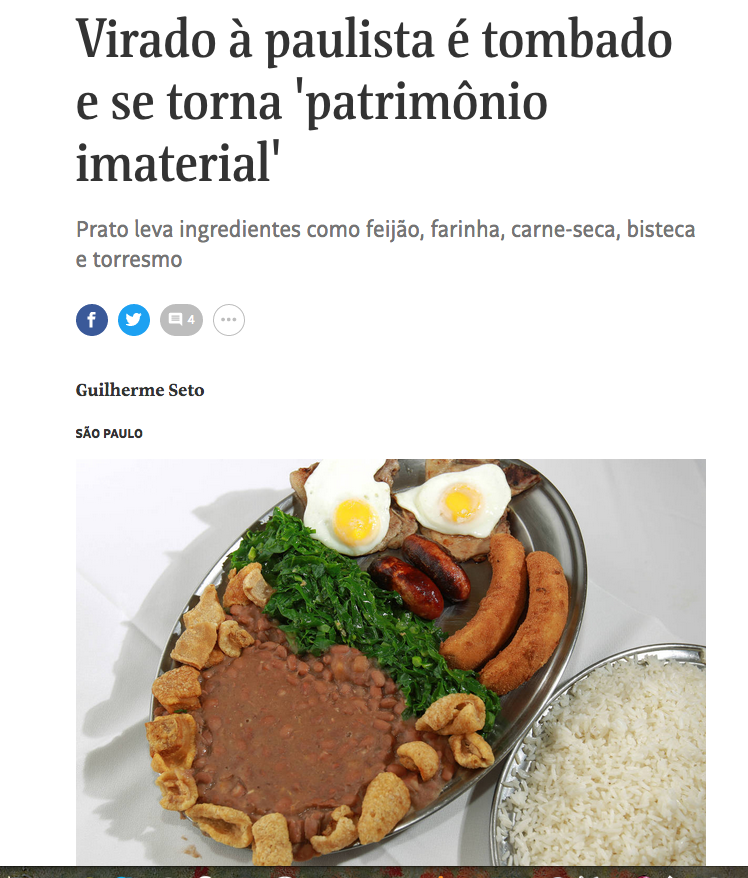 Virado à paulista é tombado
e se torna 'patrimônio
imaterial'
Prato leva ingredientes como feijão, farinha, carne-seca, bisteca
e torresmo
4
Guilherme Seto
SÃO PAULO